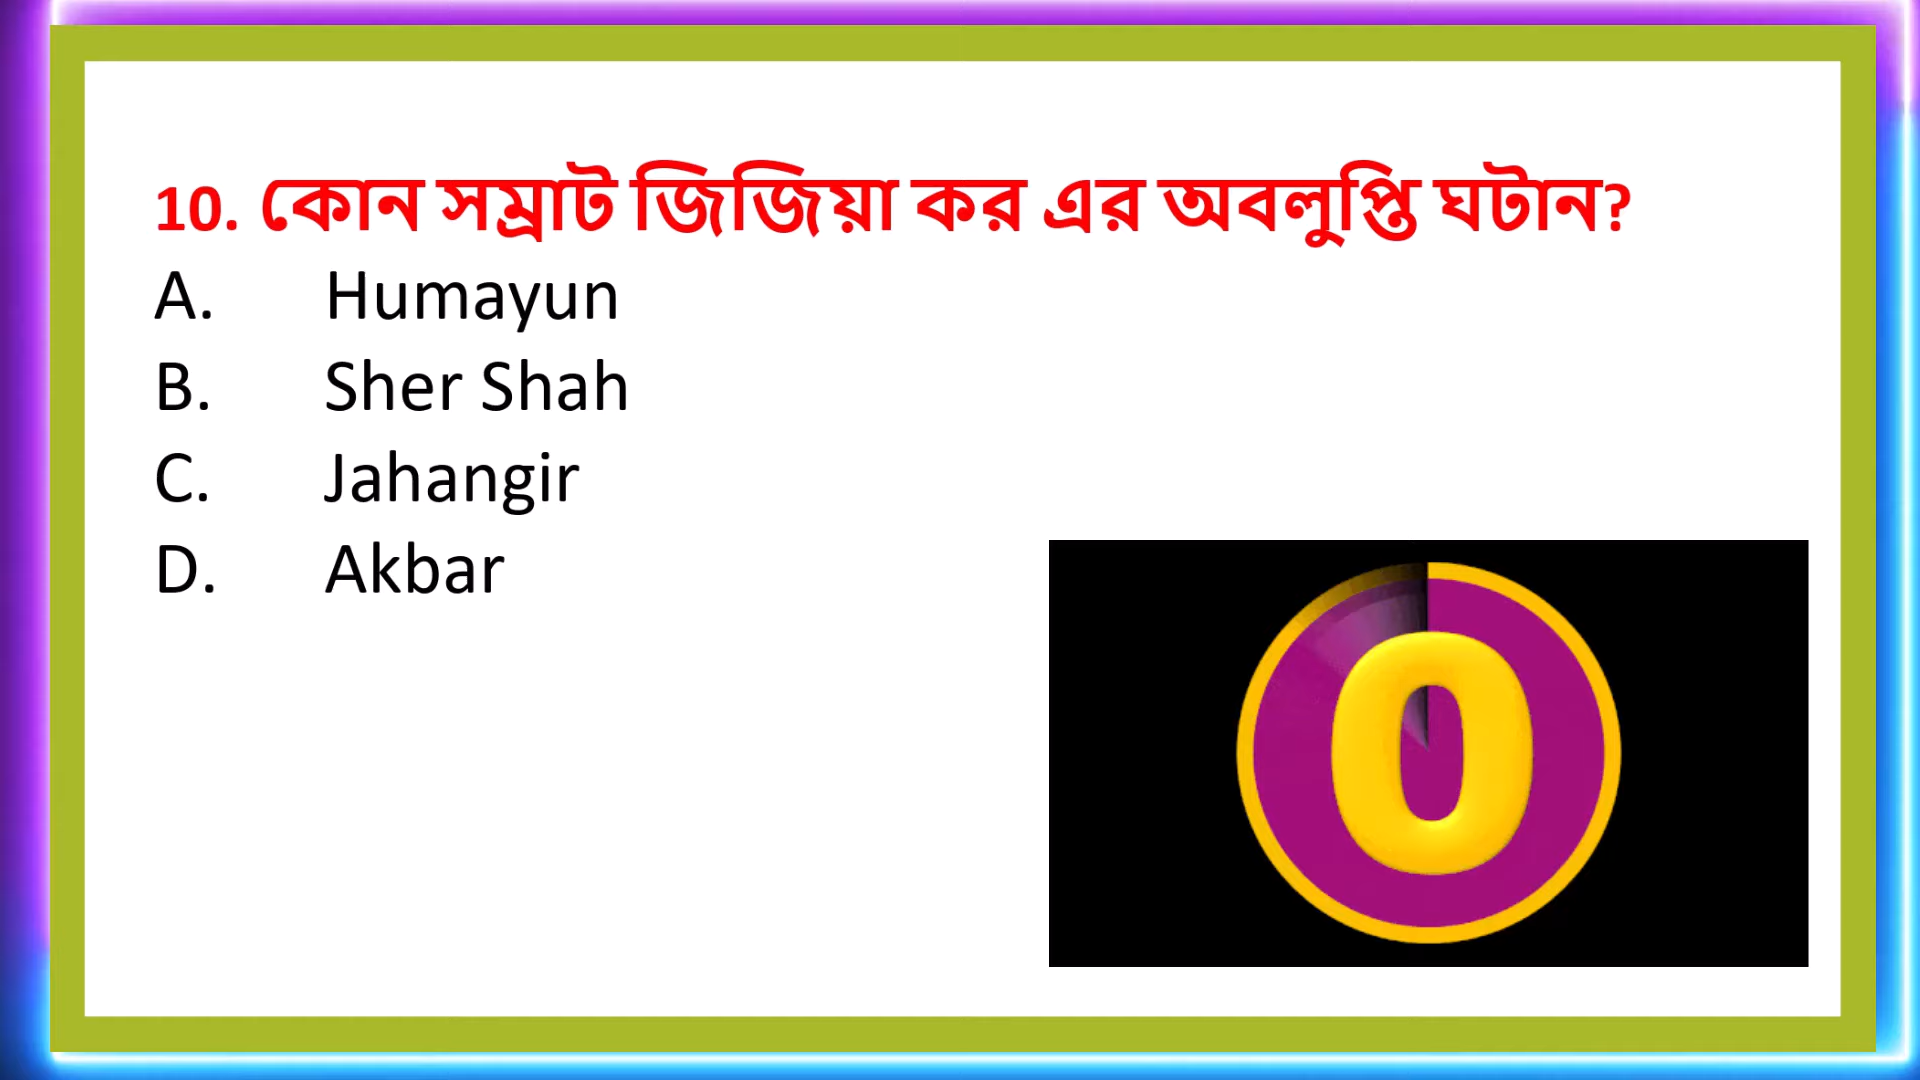 10. কোন সম্রাট জিজিয়া কর এর অবলুপ্তি ঘটান?
A. Humayun
B. Sher Shah
C. Jahangir
D. Akbar
0